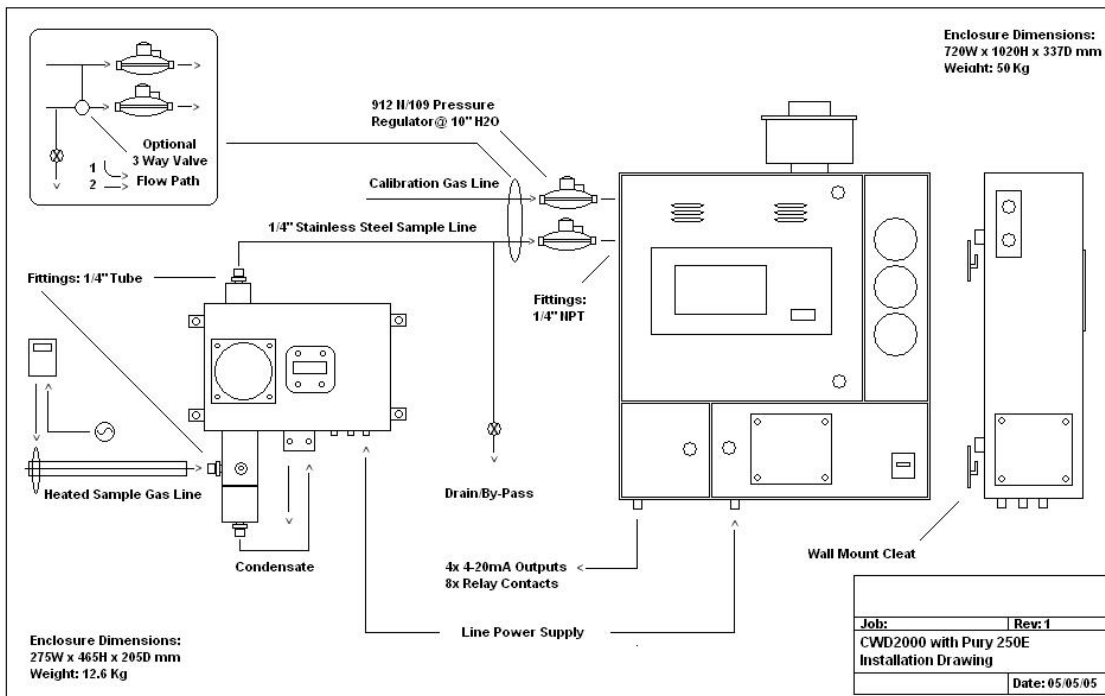 Enclosure Dimensions:
720W x 1020H x 337D mm
Weight: 50 Kg
912 N/109 Pressure
Regulator@ 10" H2O
Optional
3 Way Valve
1
2
Flow Path
Calibration Gas Line
1/4" Stainless Steel Sample Line
Fittings: 1/4" Tube
Fittings:
1/4" NPT
Heated Sample Gas Line
Drain/By-Pass
Condensate
4x 4-20mA Outputs
8x Relay Contacts
Wall Mount Cleat
Line Power Supply
Enclosure Dimensions:
275W x 465H x 205D mm
Weight: 12.6 Kg
Job: Rev: 1
CWD2000 with Pury 250E
Installation Drawing
Date: 05/05/05